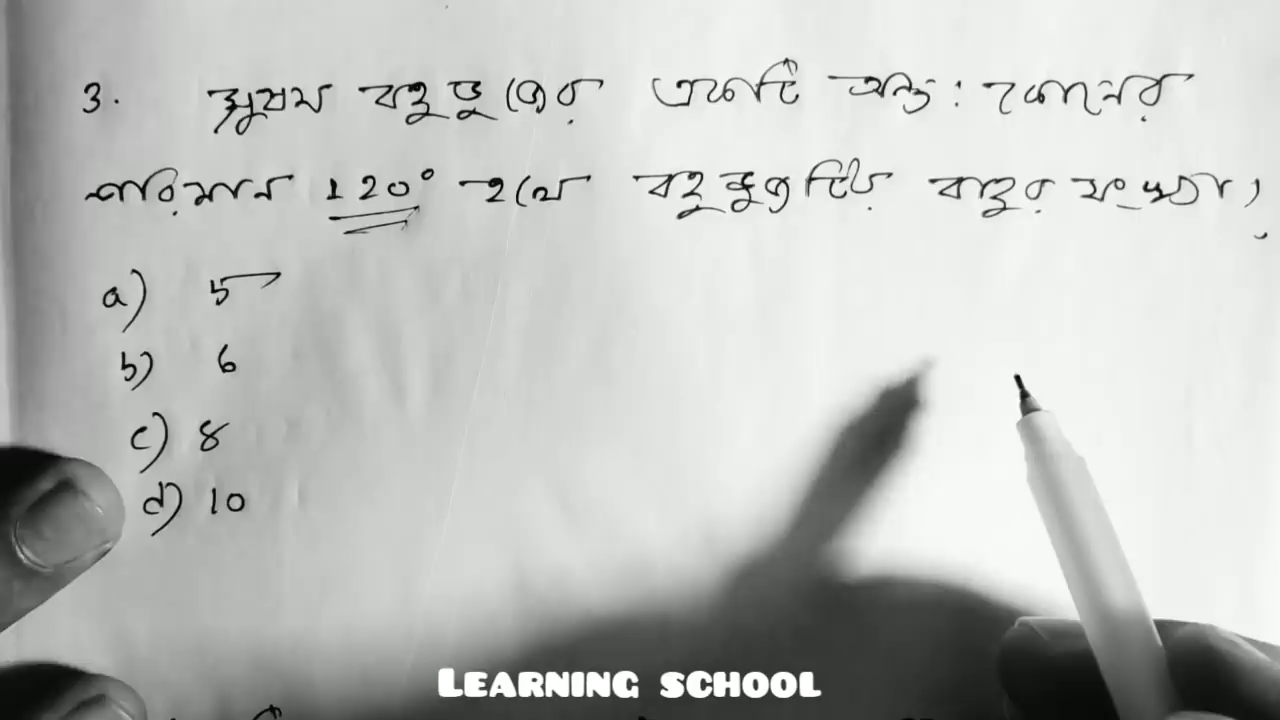 3. সুষম বহুভুজের একটি অন্ত: কোনের
পরিমান 120° হলে বহুভুজটির বাহুর সংখ্যা,
a) 5
b) 6
c) 8
d) 10
LEARNING SCHOOL